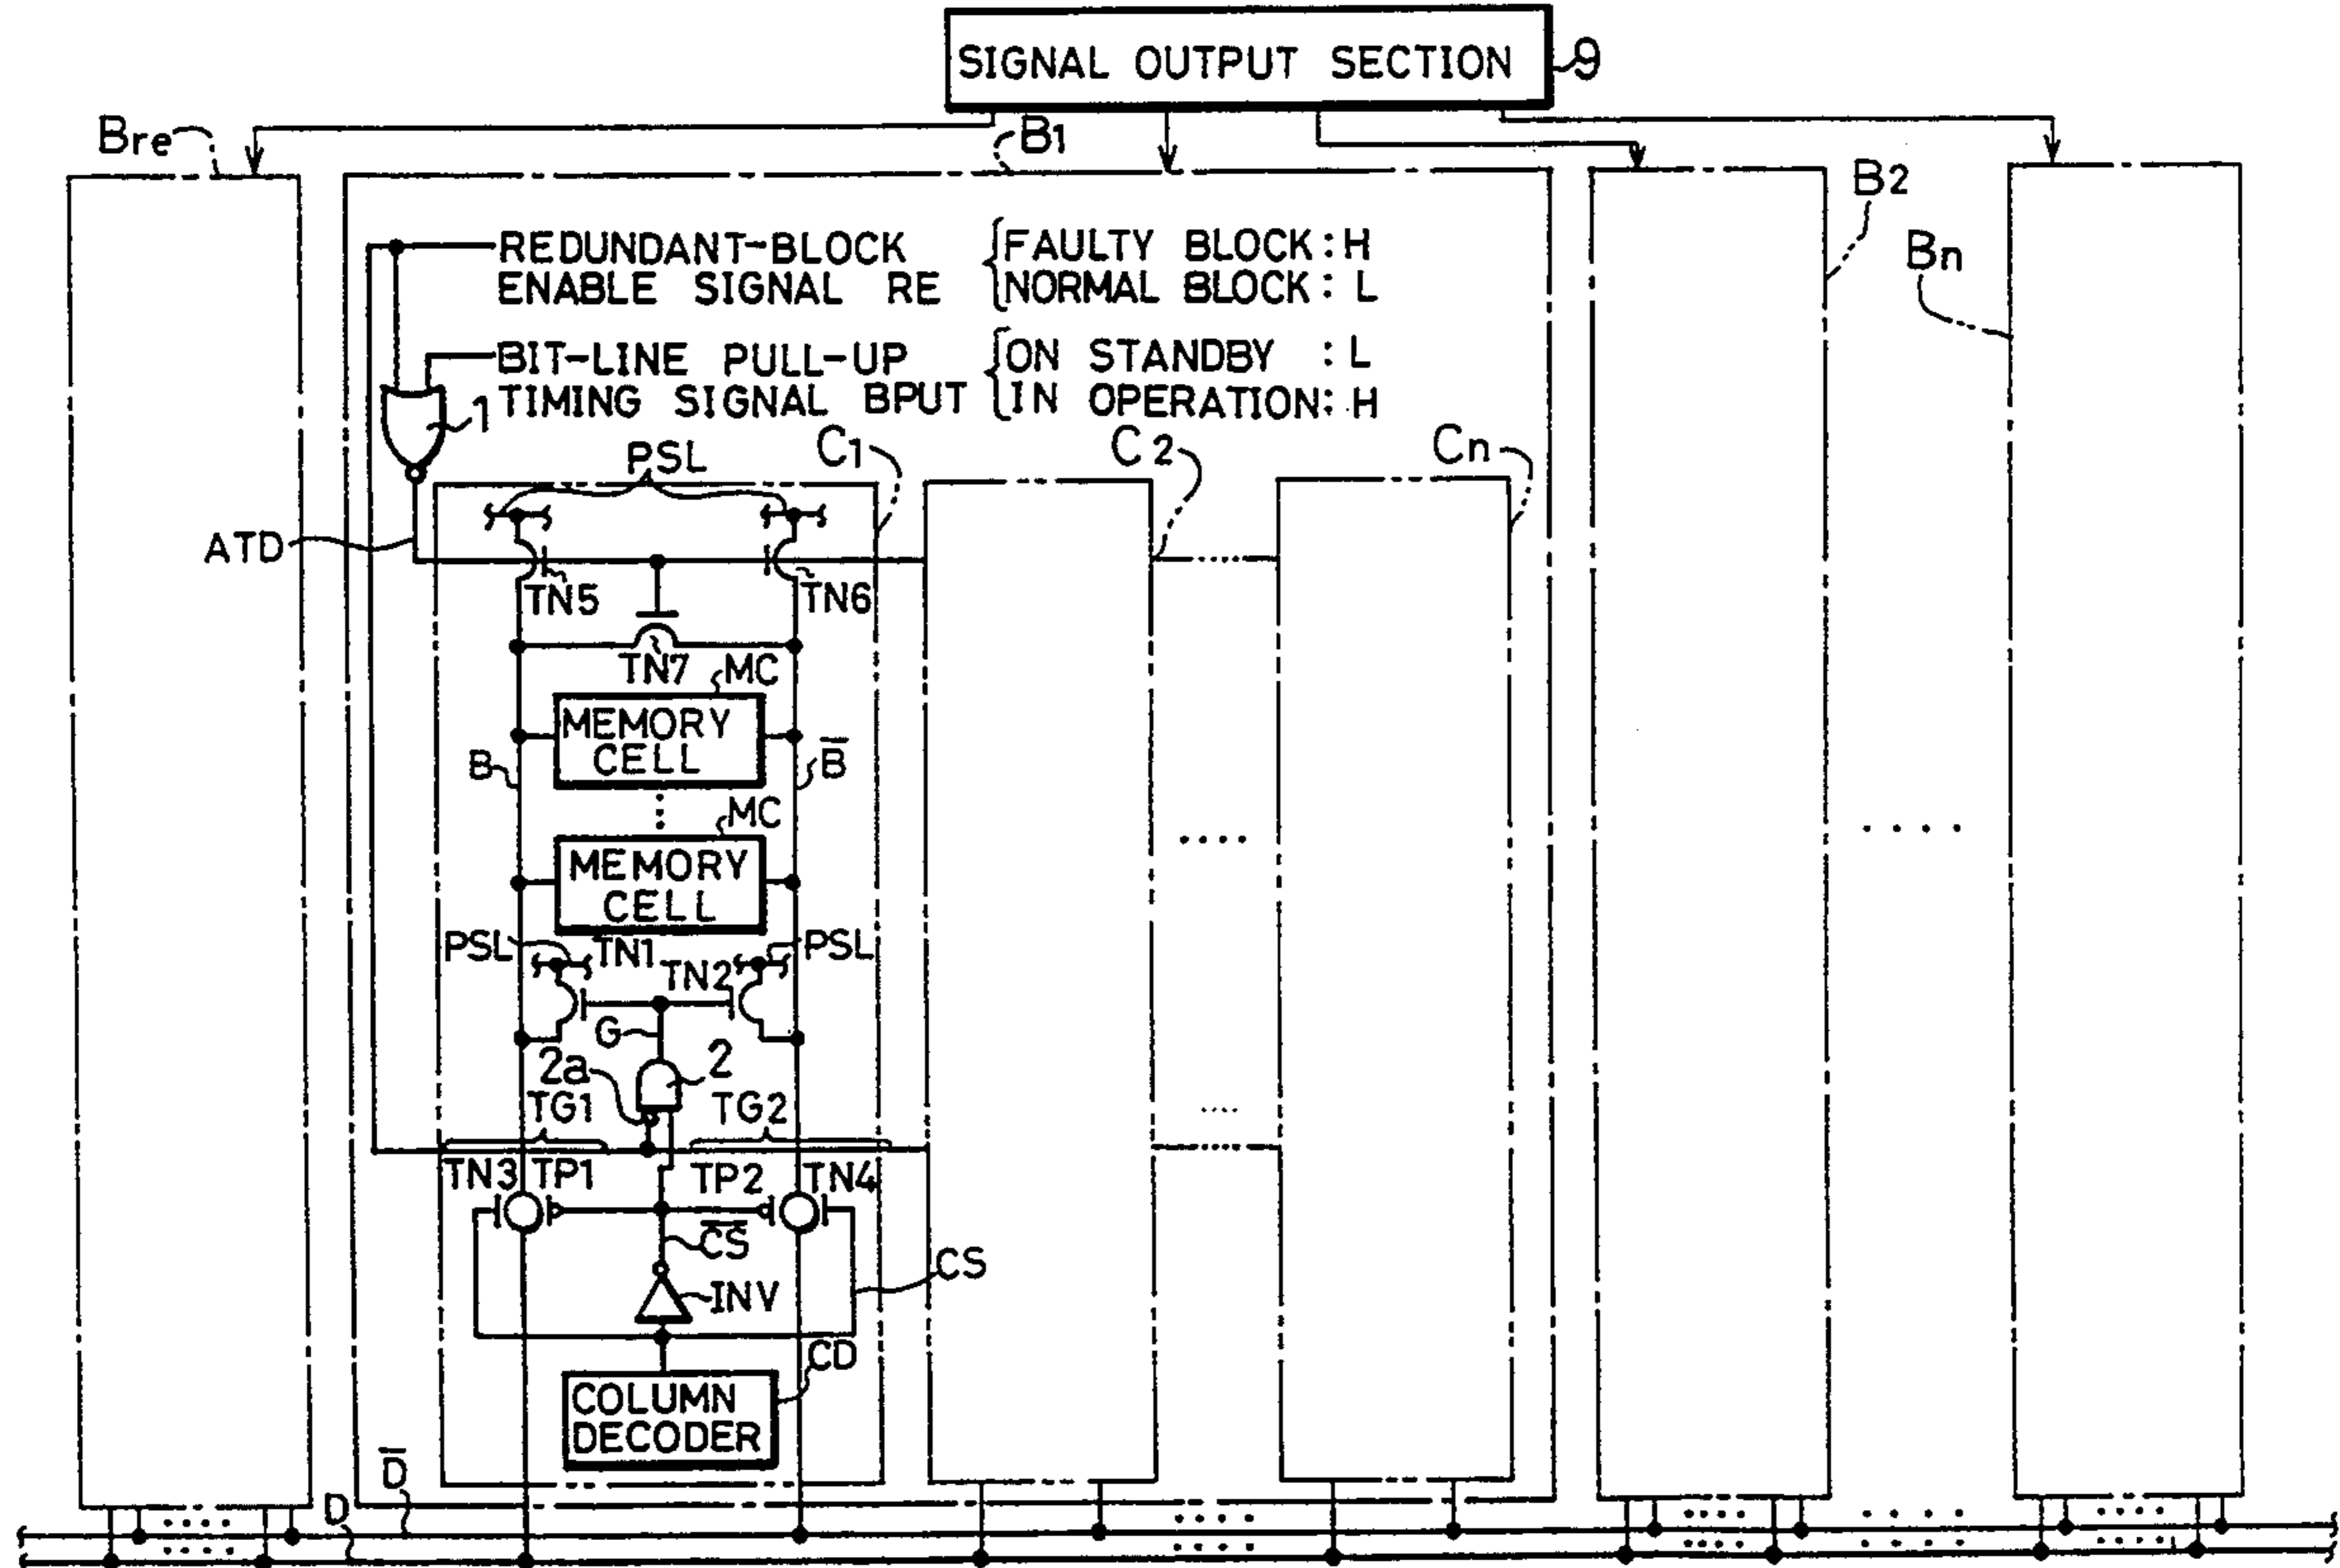 SIGNAL OUTPUT SECTION
9
Bre
B1
B2
Bn
REDUNDANT-BLOCK
ENABLE SIGNAL RE
FAULTY BLOCK : H
NORMAL BLOCK : L
BIT-LINE PULL-UP
TIMING SIGNAL BPUT
ON STANDBY : L
IN OPERATION : H
1
PSL
C1
C2
Cn
ATD
TN5
TN6
TN7
MC
MEMORY
CELL
B
B̅
MC
MEMORY
CELL
PSL
TN1
TN2
PSL
G
2a
2
TG1
TG2
TN3
TP1
TP2
TN4
C̅S̅
CS
INV
CD
COLUMN
DECODER
D̅
D